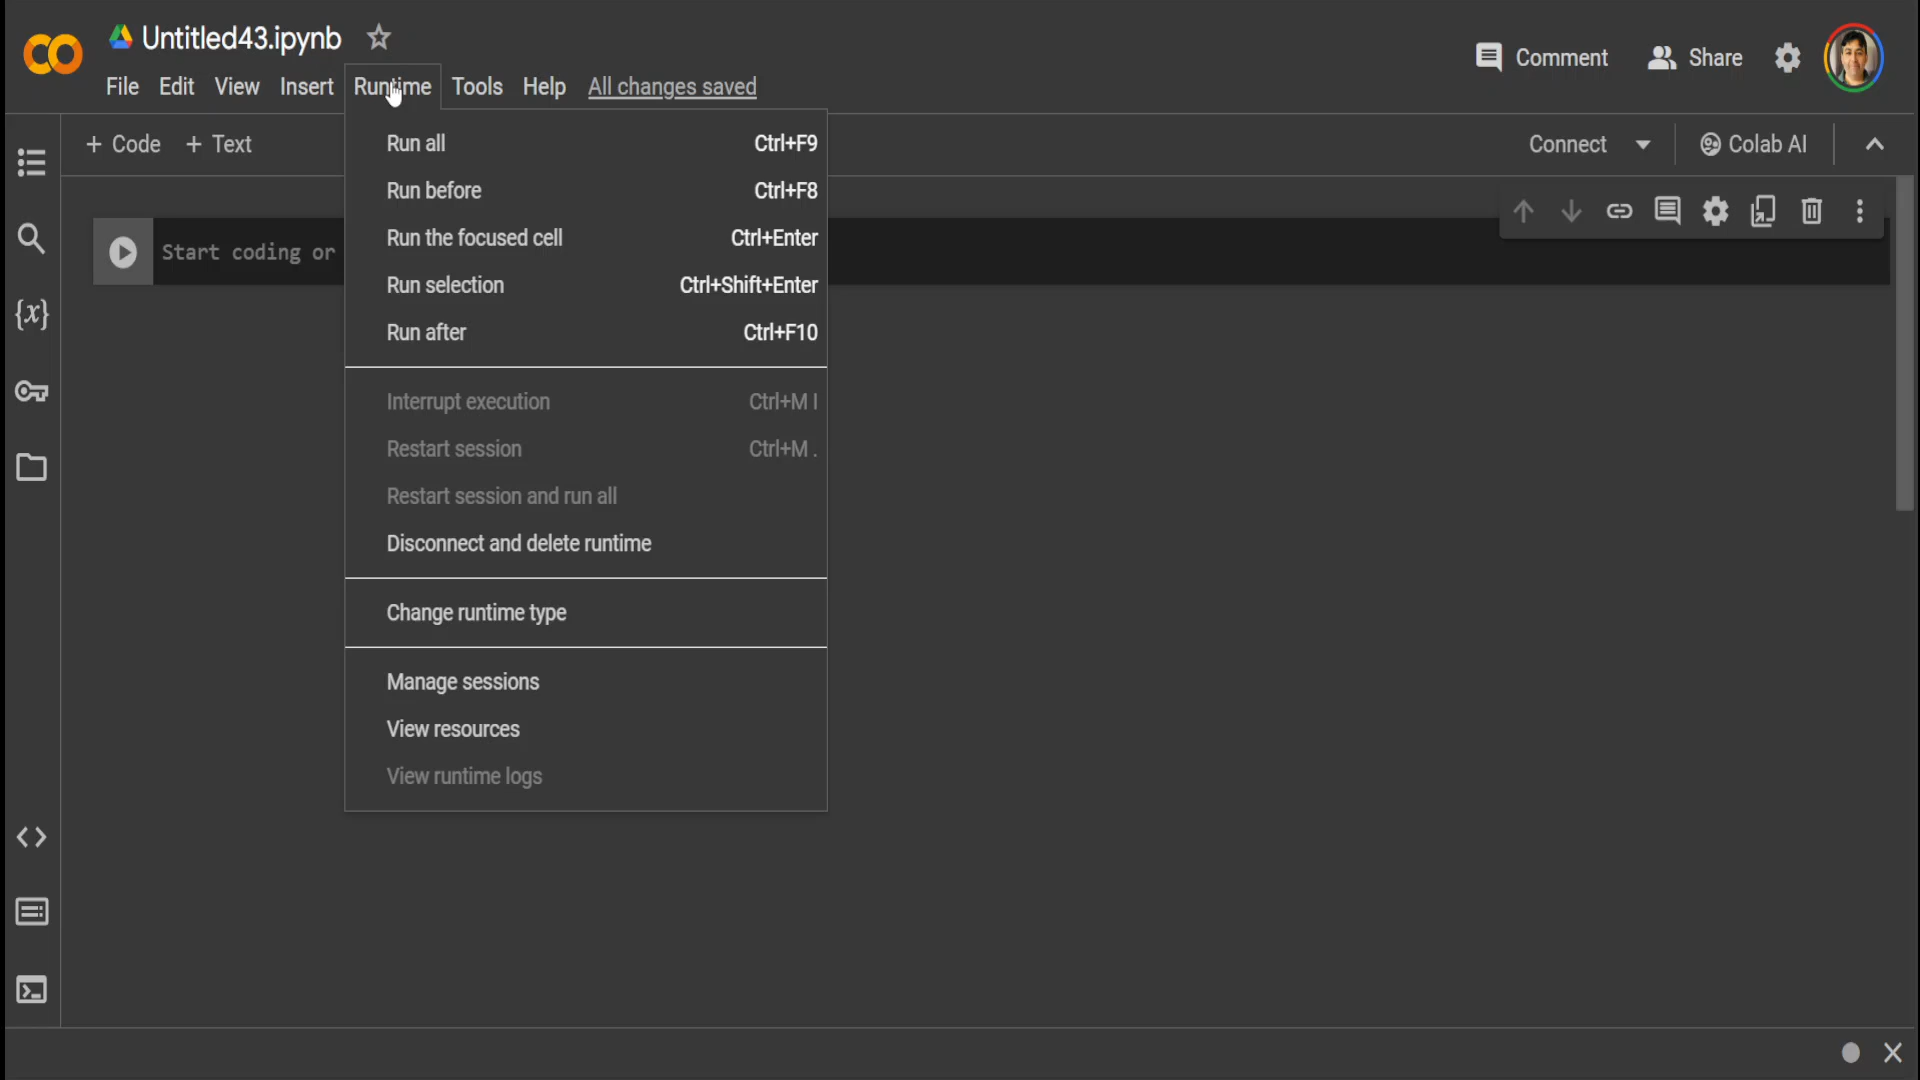 Untitled43.ipynb
Comment Share
File Edit View Insert Runtime Tools Help All changes saved
+ Code + Text
Connect Colab AI
Start coding or
Run all Ctrl+F9
Run before Ctrl+F8
Run the focused cell Ctrl+Enter
Run selection Ctrl+Shift+Enter
Run after Ctrl+F10
Interrupt execution Ctrl+M I
Restart session Ctrl+M .
Restart session and run all
Disconnect and delete runtime
Change runtime type
Manage sessions
View resources
View runtime logs
{x}